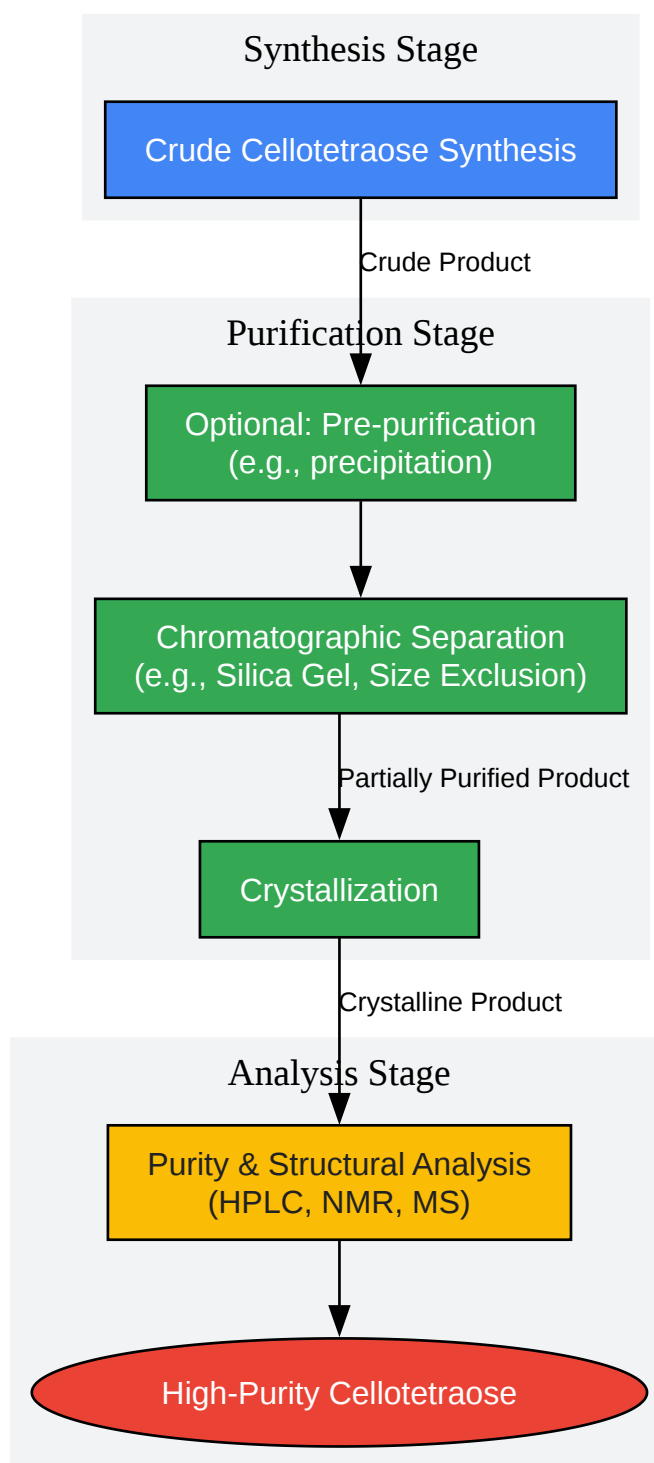 Synthesis Stage
Crude Cellotetraose Synthesis
Crude Product
Purification Stage
Optional: Pre-purification
(e.g., precipitation)
Chromatographic Separation
(e.g., Silica Gel, Size Exclusion)
Partially Purified Product
Crystallization
Crystalline Product
Analysis Stage
Purity & Structural Analysis
(HPLC, NMR, MS)
High-Purity Cellotetraose